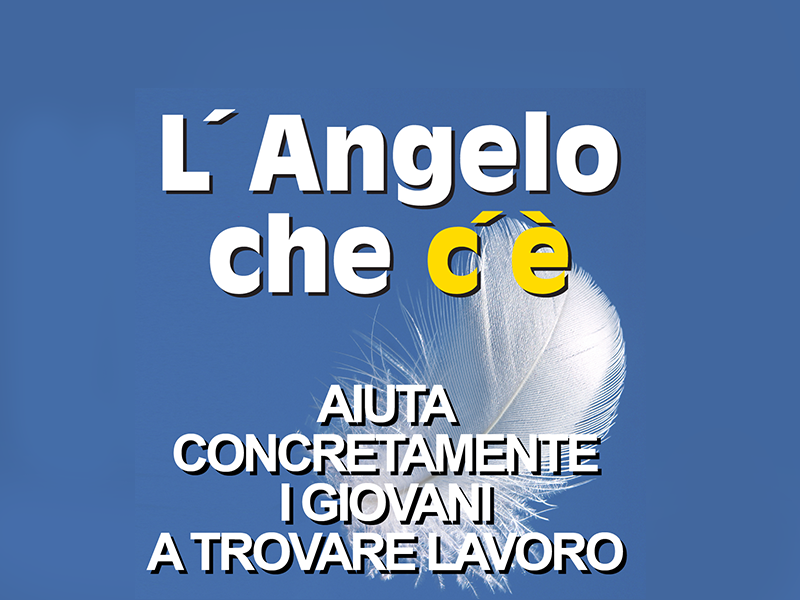 L´Angelo
che c´è
AIUTA
CONCRETAMENTE
I GIOVANI
A TROVARE LAVORO